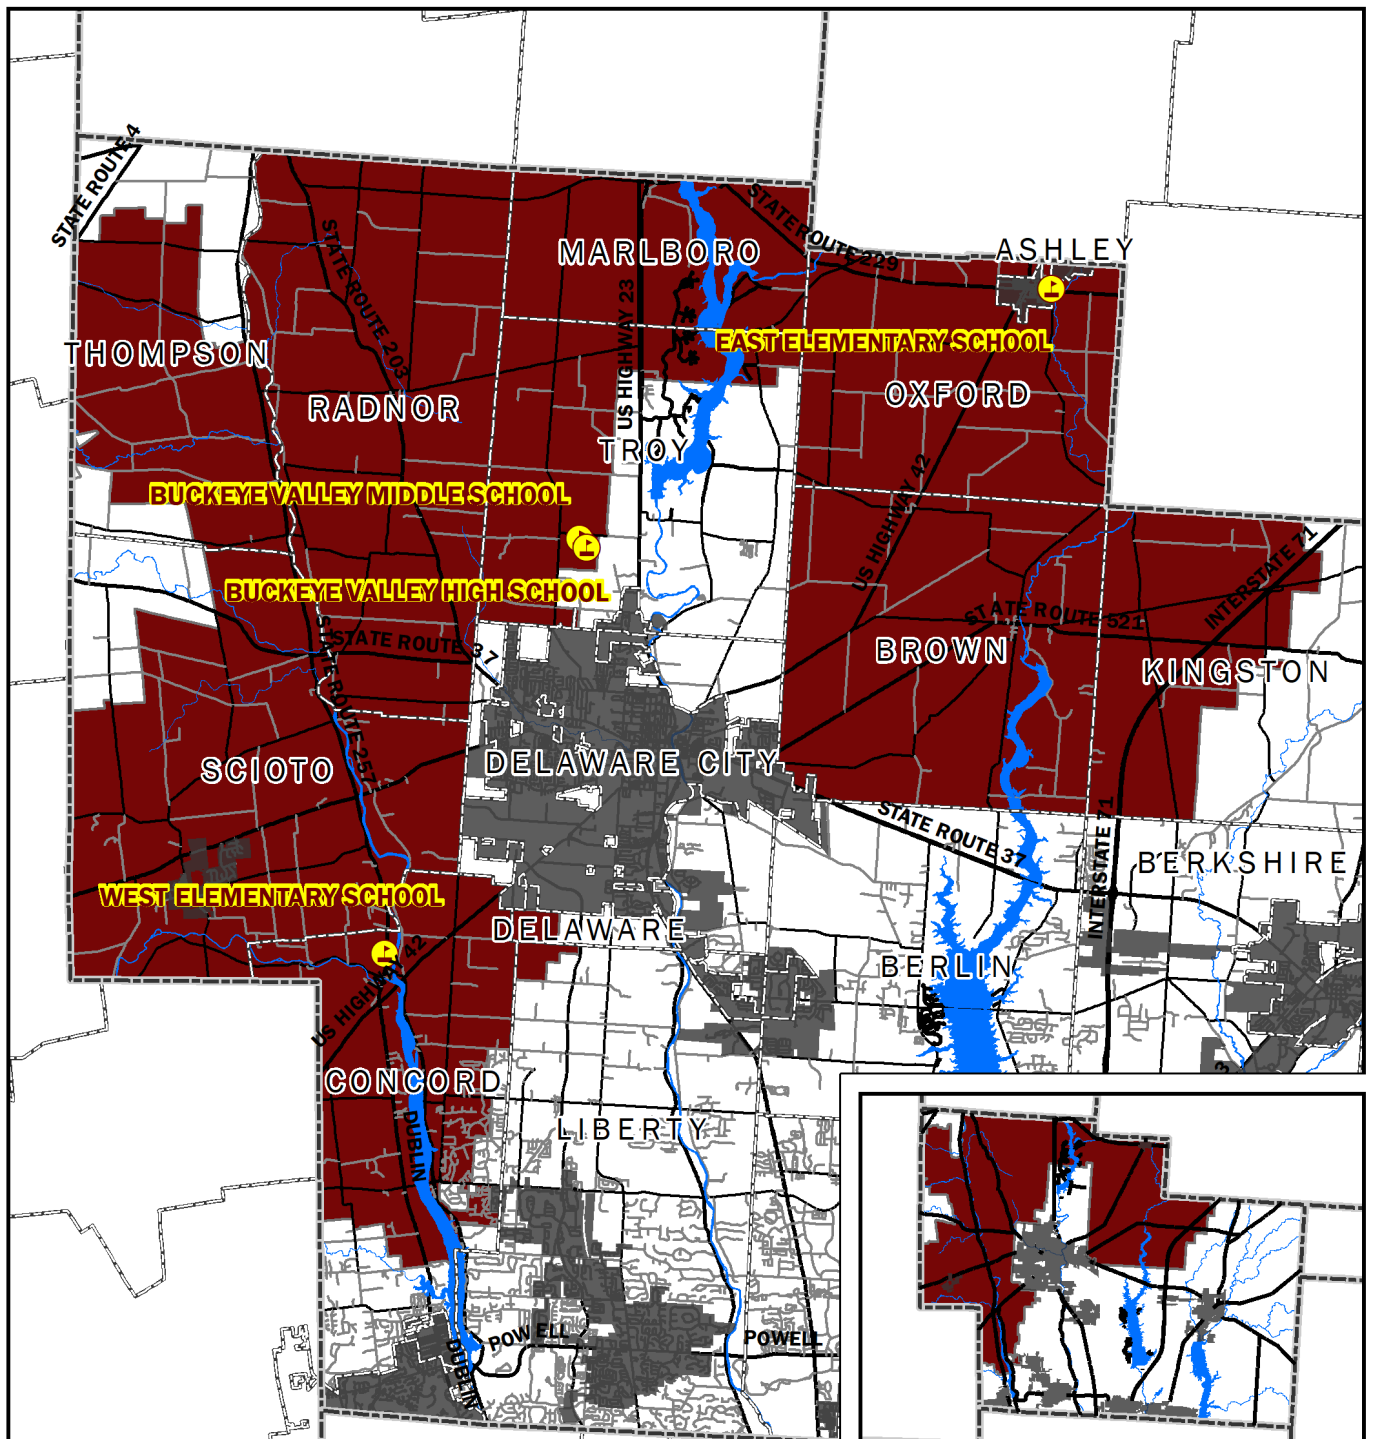 STATE ROUTE 4
STATE ROUTE 229
ASHLEY
MARLBORO
STATE ROUTE 203
US HIGHWAY 23
EAST ELEMENTARY SCHOOL
THOMPSON
OXFORD
RADNOR
TROY
US HIGHWAY 42
BUCKEYE VALLEY MIDDLE SCHOOL
INTERSTATE 71
BUCKEYE VALLEY HIGH SCHOOL
STATE ROUTE 521
STATE ROUTE 37
BROWN
KINGSTON
STATE ROUTE 257
SCIOTO
DELAWARE CITY
STATE ROUTE 37
INTERSTATE 71
BERKSHIRE
WEST ELEMENTARY SCHOOL
DELAWARE
BERLIN
US HIGHWAY 42
3
CONCORD
LIBERTY
DUBLIN
POWELL
POWELL
DUBLIN